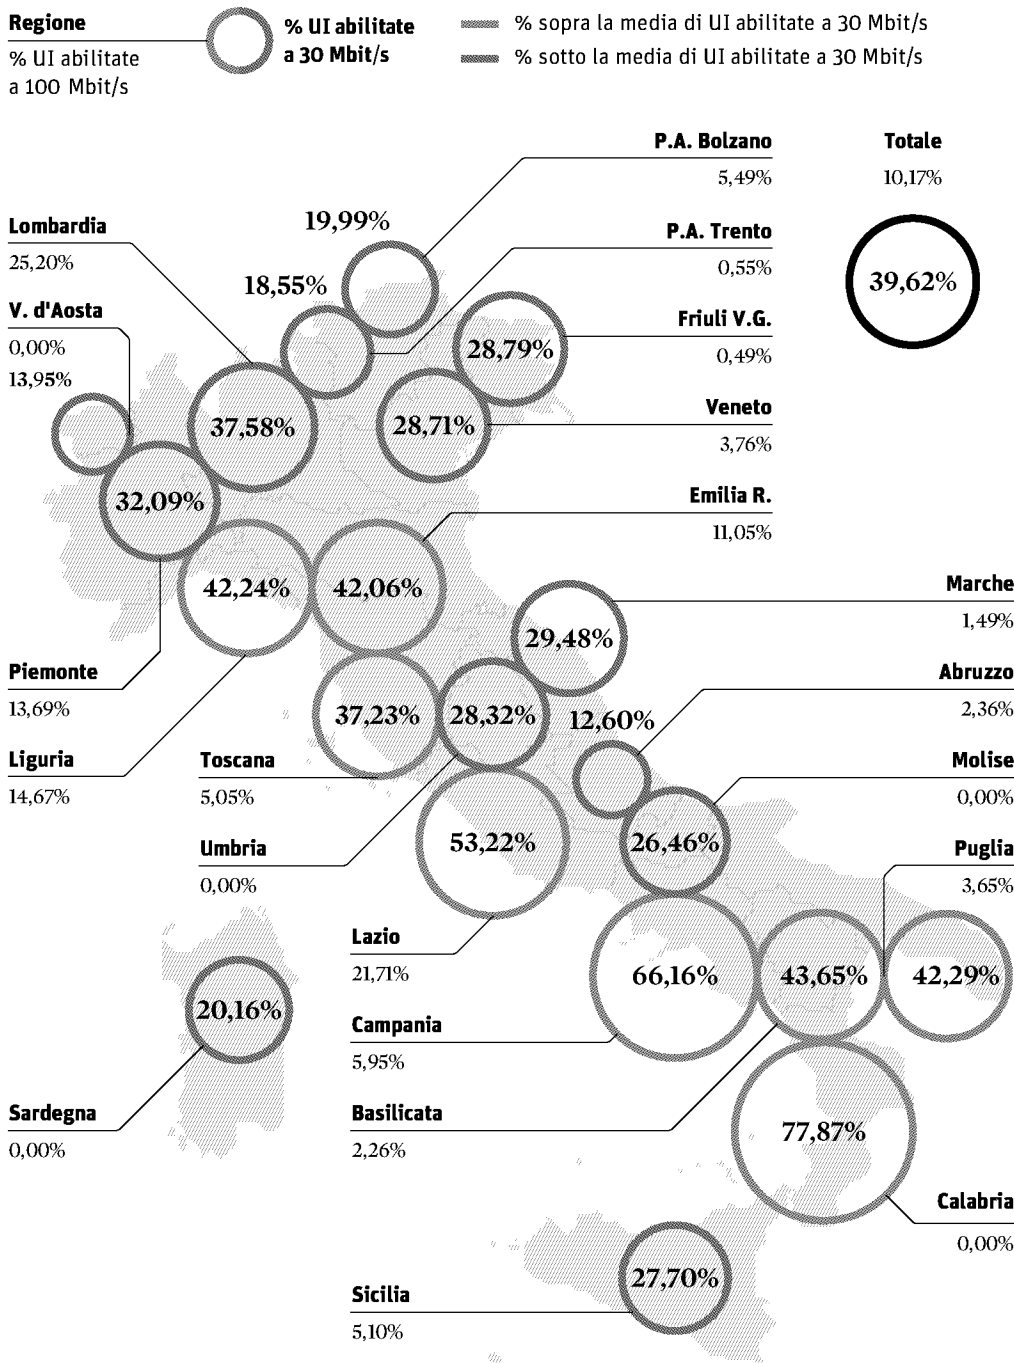 Regione
% UI abilitate
a 100 Mbit/s
% UI abilitate
a 30 Mbit/s
% sopra la media di UI abilitate a 30 Mbit/s
% sotto la media di UI abilitate a 30 Mbit/s
P.A. Bolzano
5,49%
19,99%
Totale
10,17%
39,62%
Lombardia
25,20%
37,58%
P.A. Trento
0,55%
18,55%
V. d'Aosta
0,00%
13,95%
Friuli V.G.
0,49%
28,79%
Veneto
3,76%
28,71%
32,09%
Emilia R.
11,05%
42,24%
42,06%
Marche
1,49%
29,48%
Piemonte
13,69%
Abruzzo
2,36%
12,60%
37,23%
28,32%
Liguria
14,67%
Toscana
5,05%
Molise
0,00%
26,46%
Umbria
0,00%
53,22%
Puglia
3,65%
Lazio
21,71%
66,16%
43,65%
42,29%
20,16%
Campania
5,95%
Sardegna
0,00%
Basilicata
2,26%
77,87%
Calabria
0,00%
Sicilia
5,10%
27,70%